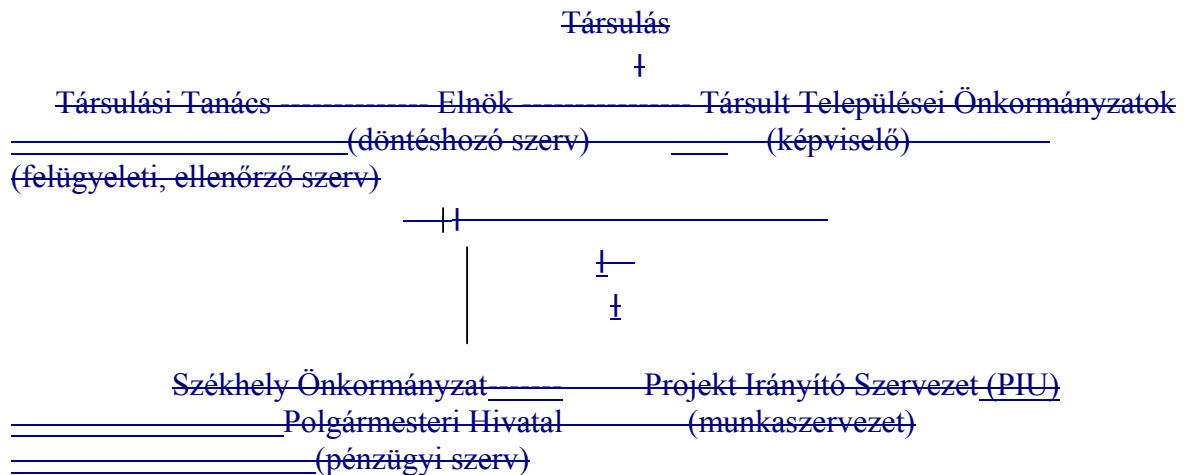 Társulás
|
Társulási Tanács -------------- Elnök ---------------- Társult Települései Önkormányzatok
(döntéshozó szerv) (képviselő)
(felügyeleti, ellenőrző szerv)
|
|
|
Székhely Önkormányzat------- Projekt Irányító Szervezet (PIU)
Polgármesteri Hivatal (munkaszervezet)
(pénzügyi szerv)